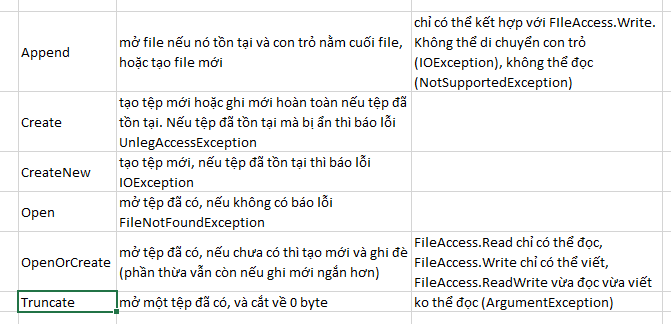 Append
mở file nếu nó tồn tại và con trỏ nằm cuối file,
hoặc tạo file mới
chỉ có thể kết hợp với FIleAccess.Write.
Không thể di chuyển con trỏ
(IOException), không thể đọc
(NotSupportedException)
Create
tạo tệp mới hoặc ghi mới hoàn toàn nếu tệp đã
tồn tại. Nếu tệp đã tồn tại mà bị ẩn thì báo lỗi
UnlegAccessException
CreateNew
tạo tệp mới, nếu tệp đã tồn tại thì báo lỗi
IOException
Open
mở tệp đã có, nếu không có báo lỗi
FileNotFoundException
OpenOrCreate
mở tệp đã có, nếu chưa có thì tạo mới và ghi đè
(phần thừa vẫn còn nếu ghi mới ngắn hơn)
FileAccess.Read chỉ có thể đọc,
FileAccess.Write chỉ có thể viết,
FileAccess.ReadWrite vừa đọc vừa viết
Truncate
mở một tệp đã có, và cắt về 0 byte
ko thể đọc (ArgumentException)